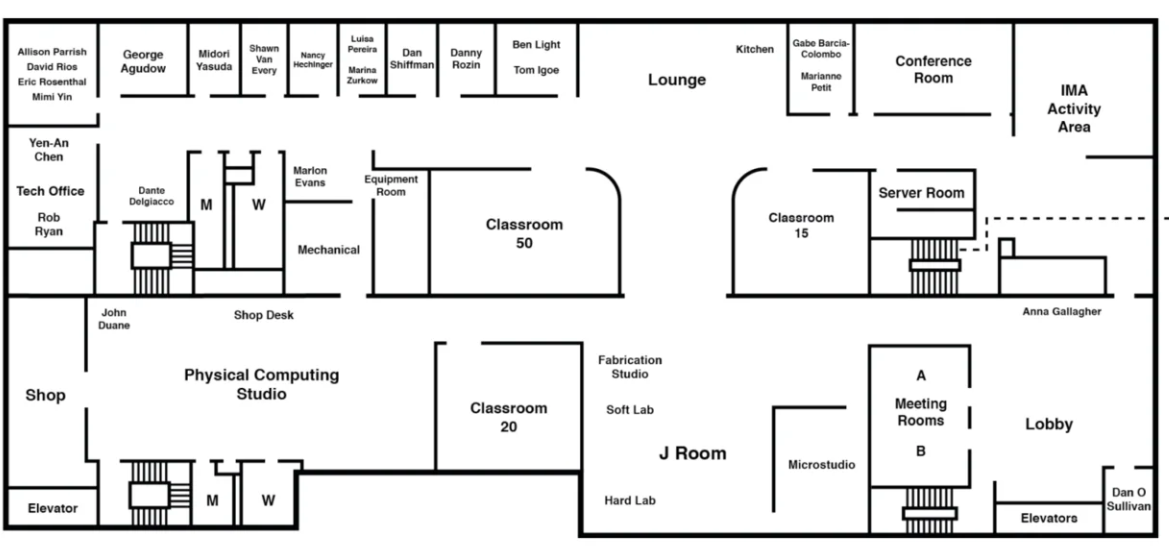 Allison Parrish
David Rios
Eric Rosenthal
Mimi Yin
George
Agudow
Midori
Yasuda
Shawn
Van
Every
Nancy
Hechinger
Luisa
Pereira
Marina
Zurkow
Dan
Shiffman
Danny
Rozin
Ben Light
Tom Igoe
Lounge
Kitchen
Gabe Barcia-
Colombo
Marianne
Petit
Conference
Room
IMA
Activity
Area
Yen-An
Chen
Tech Office
Rob
Ryan
Dante
Delgiacco
M
W
Marlon
Evans
Mechanical
Equipment
Room
Classroom
50
Classroom
15
Server Room
John
Duane
Shop Desk
Anna Gallagher
Shop
Physical Computing
Studio
Classroom
20
Fabrication
Studio
Soft Lab
J Room
Hard Lab
Microstudio
A
Meeting
Rooms
B
Lobby
Elevator
M
W
Elevators
Dan O
Sullivan